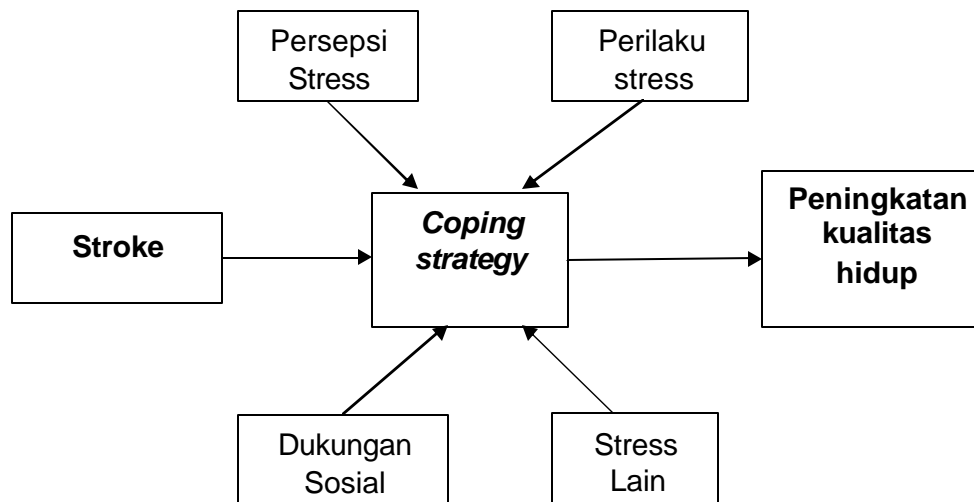 Persepsi
Stress
Perilaku
stress
Stroke
Coping
strategy
Peningkatan
kualitas
hidup
Dukungan
Sosial
Stress
Lain